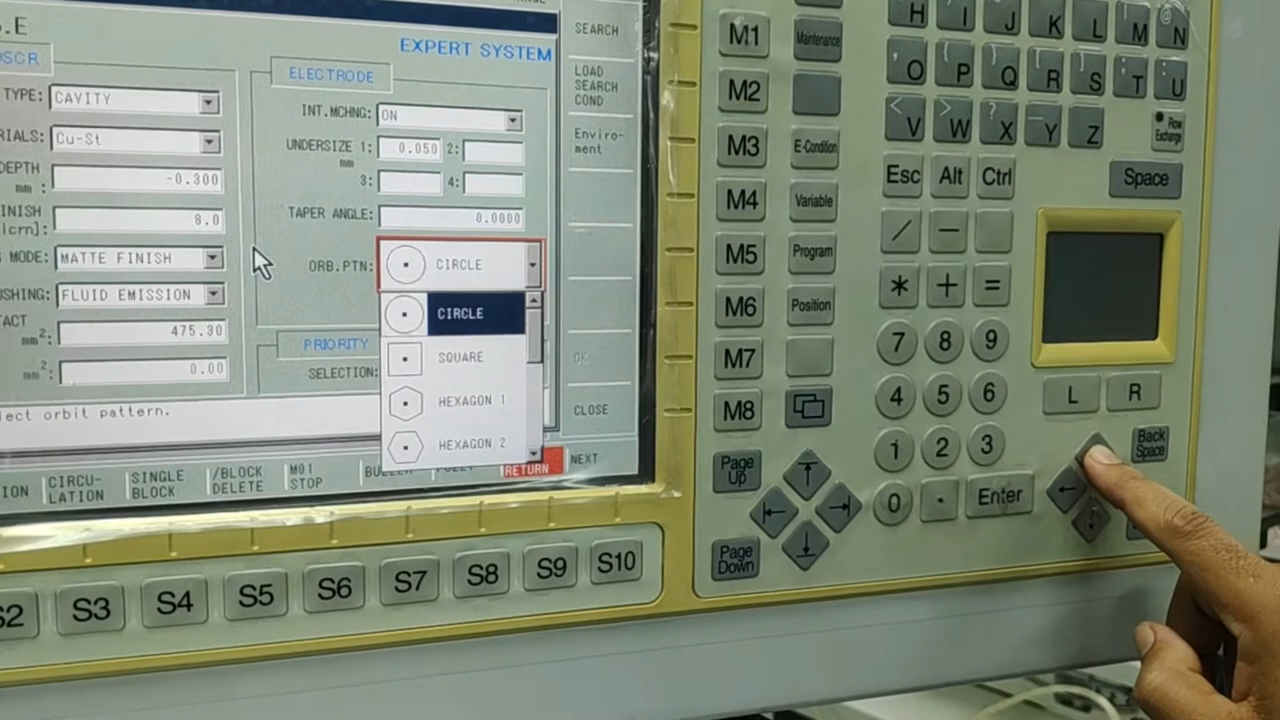 .E
EXPERT SYSTEM
SEARCH
ELECTRODE
LOAD
SEARCH
COND
TYPE: CAVITY
INT.MCHNG: ON
Enviro-
ment
RIALS: Cu-St
UNDERSIZE 1: 0.050 2:
mm
3: 4:
DEPTH
mm : -0.300
TAPER ANGLE: 0.0000
INISH 8.0
MODE: MATTE FINISH
ORB.PTN: CIRCLE
USHING: FLUID EMISSION
CIRCLE
TACT
mm²: 475.30
PRIORITY
SQUARE
OK
mm²: 0.00
SELECTION:
HEXAGON 1
CLOSE
lect orbit pattern.
HEXAGON 2
ION
CIRCU-
LATION
SINGLE
BLOCK
/BLOCK
DELETE
M01
STOP
RETURN
NEXT
S2 S3 S4 S5 S6 S7 S8 S9 S10
M1 Maintenance
M2
M3 E-Condition
M4 Variable
M5 Program
M6 Position
M7
M8
Page
Up
Page
Down
H I J K L M @ N
O P Q R S T U
< V > W ? X Y Z
Row
Exchange
Esc Alt Ctrl Space
/ −
* + =
7 8 9
4 5 6
L R
1 2 3
Back
Space
0 . Enter